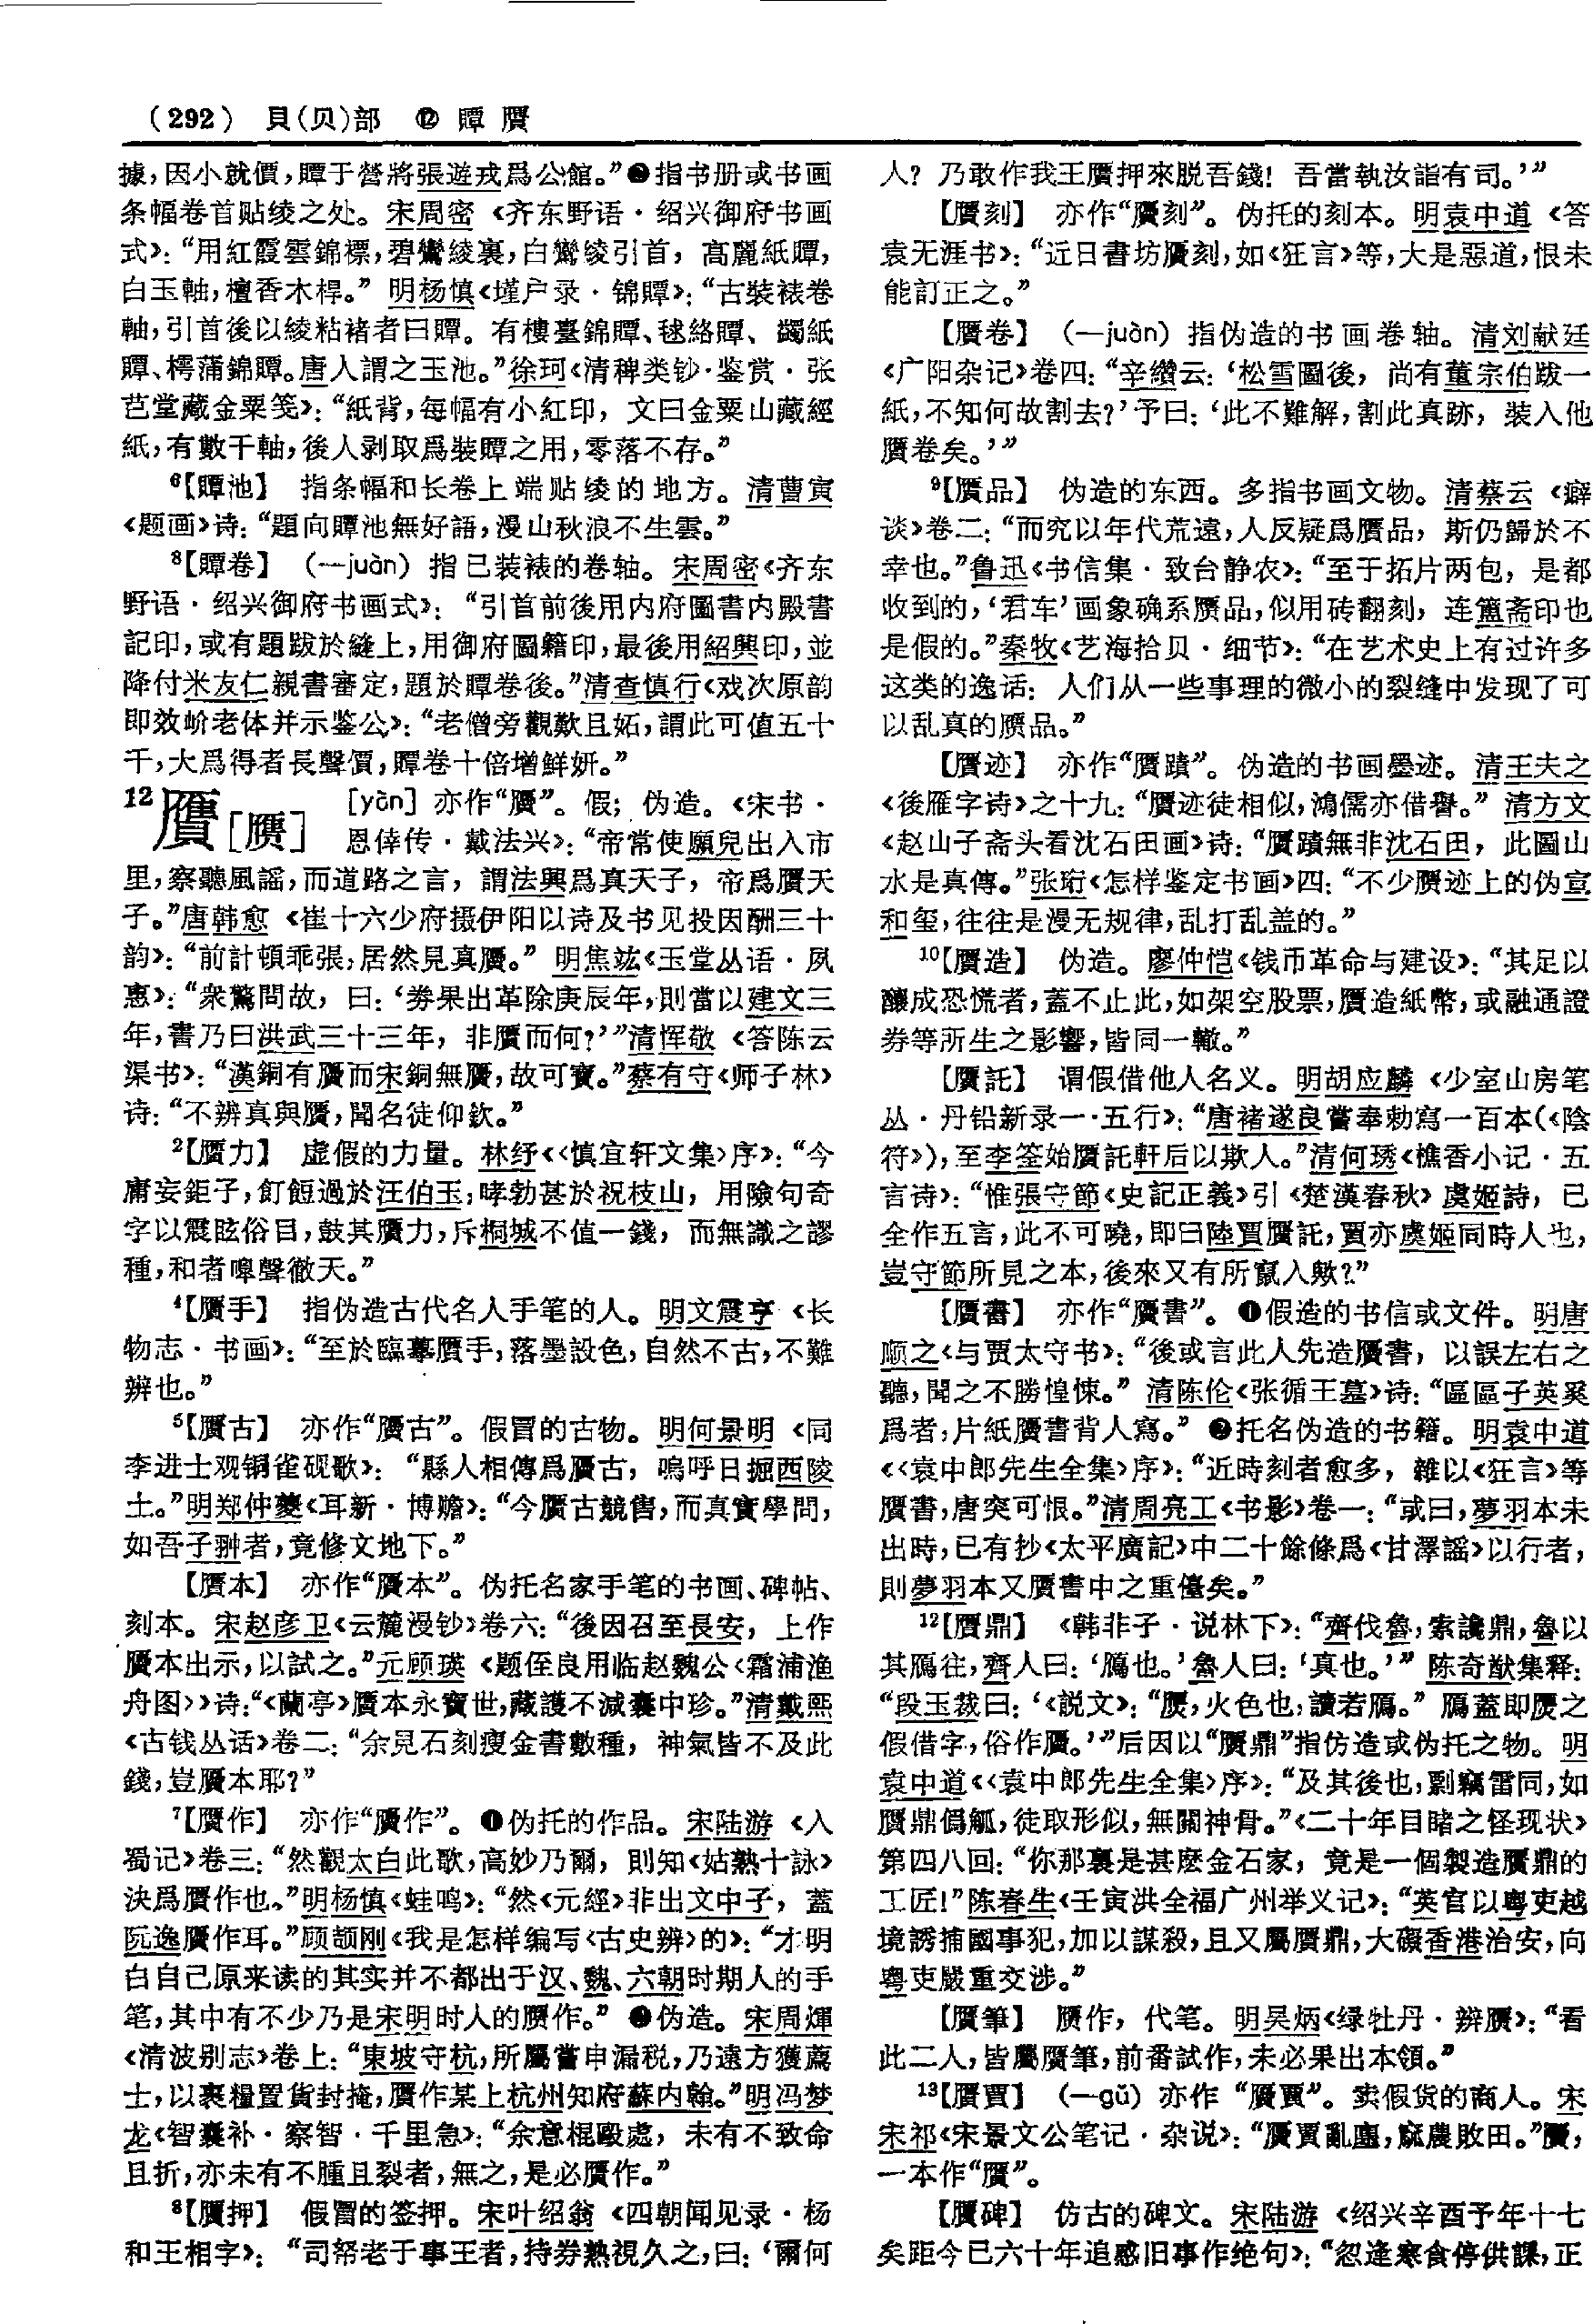 （292） 貝(贝)部 ⑫ 贉 贋
據，因小就價，贉于營將張遊戎爲公館。”❷指书册或书画
条幅卷首贴绫之处。宋周密《齐东野语·绍兴御府书画
式》：“用紅霞雲錦標，碧鸞綾裏，白鸞綾引首，高麗紙贉，
白玉軸，檀香木桿。”明杨慎《墐户录·锦贉》：“古裝裱卷
軸，引首後以綾粘褚者曰贉。有樓臺錦贉、毬絡贉、蠲紙
贉、樗蒲錦贉。唐人謂之玉池。”徐珂《清稗类钞·鉴赏·张
芑堂藏金粟笺》：“紙背，每幅有小紅印，文曰金粟山藏經
紙，有數千軸，後人剥取爲裝贉之用，零落不存。”
⁶【贉池】 指条幅和长卷上端贴绫的地方。清曹寅
《题画》诗：“題向贉池無好語，漫山秋浪不生雲。”
⁸【贉卷】（—juàn）指已装裱的卷轴。宋周密《齐东
野语·绍兴御府书画式》：“引首前後用内府圖書内殿書
記印，或有題跋於縫上，用御府圖籍印，最後用紹興印，並
降付米友仁親書審定，題於贉卷後。”清查慎行《戏次原韵
即效岕老体并示鉴公》：“老僧旁觀歎且妬，謂此可值五十
千，大爲得者長聲價，贉卷十倍增鮮妍。”
12贋[赝] [yàn] 亦作“贗”。假；伪造。《宋书·
恩倖传·戴法兴》：“帝常使願兒出入市
里，察聽風謡，而道路之言，謂法興爲真天子，帝爲贋天
子。”唐韩愈《崔十六少府摄伊阳以诗及书见投因酬三十
韵》：“前計頓乖張，居然見真贋。”明焦竑《玉堂丛语·夙
惠》：“衆驚問故，曰：‘券果出革除庚辰年，則當以建文三
年，書乃曰洪武三十三年，非贋而何？’”清恽敬《答陈云
渠书》：“漢銅有贋而宋銅無贋，故可寶。”蔡有守《师子林》
诗：“不辨真與贋，聞名徒仰欽。”
²【贋力】 虚假的力量。林纾《〈慎宜轩文集〉序》：“今
庸妄鉅子，飣餖過於汪伯玉，哮勃甚於祝枝山，用險句奇
字以震眩俗目，鼓其贋力，斥桐城不值一錢，而無識之謬
種，和者嘷聲徹天。”
⁴【贋手】 指伪造古代名人手笔的人。明文震亨《长
物志·书画》：“至於臨摹贋手，落墨設色，自然不古，不難
辨也。”
⁵【贋古】 亦作“贗古”。假冒的古物。明何景明《同
李进士观铜雀砚歌》：“縣人相傳爲贋古，嗚呼日掘西陵
土。”明郑仲夔《耳新·博赡》：“今贗古競售，而真實學問，
如吾子翀者，竟修文地下。”
【贋本】 亦作“贗本”。伪托名家手笔的书画、碑帖、
刻本。宋赵彦卫《云麓漫钞》卷六：“後因召至長安，上作
贗本出示，以試之。”元顾瑛《题侄良用临赵魏公〈霜浦渔
舟图〉》诗：“《蘭亭》贋本永寶世，藏護不減囊中珍。”清戴熙
《古钱丛话》卷二：“余見石刻瘦金書數種，神氣皆不及此
錢，豈贋本耶？”
⁷【贋作】 亦作“贗作”。❶伪托的作品。宋陆游《入
蜀记》卷三：“然觀太白此歌，高妙乃爾，則知《姑熟十詠》
決爲贋作也。”明杨慎《蛙鸣》：“然《元經》非出文中子，蓋
阮逸贗作耳。”顾颉刚《我是怎样编写〈古史辨〉的》：“才明
白自己原来读的其实并不都出于汉、魏、六朝时期人的手
笔，其中有不少乃是宋明时人的赝作。”❷伪造。宋周煇
《清波别志》卷上：“東坡守杭，所屬嘗申漏税，乃遠方獲薦
士，以裹糧置貨封掩，贋作某上杭州知府蘇内翰。”明冯梦
龙《智囊补·察智·千里急》：“余意棍毆處，未有不致命
且折，亦未有不腫且裂者，無之，是必贋作。”
⁸【贋押】 假冒的签押。宋叶绍翁《四朝闻见录·杨
和王相字》：“司帑老于事王者，持券熟視久之，曰：‘爾何
人？乃敢作我王贋押來脱吾錢！吾當執汝詣有司。’”
【贋刻】 亦作“贗刻”。伪托的刻本。明袁中道《答
袁无涯书》：“近日書坊贋刻，如《狂言》等，大是惡道，恨未
能訂正之。”
【贋卷】（—juàn）指伪造的书画卷轴。清刘献廷
《广阳杂记》卷四：“辛纘云：‘松雪圖後，尚有董宗伯跋一
紙，不知何故割去？’予曰：‘此不難解，割此真跡，裝入他
贋卷矣。’”
⁹【贋品】 伪造的东西。多指书画文物。清蔡云《癖
谈》卷二：“而究以年代荒遠，人反疑爲贋品，斯仍歸於不
幸也。”鲁迅《书信集·致台静农》：“至于拓片两包，是都
收到的，‘君车’画象确系赝品，似用砖翻刻，连簠斋印也
是假的。”秦牧《艺海拾贝·细节》：“在艺术史上有过许多
这类的逸话：人们从一些事理的微小的裂缝中发现了可
以乱真的赝品。”
【贋迹】 亦作“贋蹟”。伪造的书画墨迹。清王夫之
《後雁字诗》之十九：“贋迹徒相似，鴻儒亦借譽。”清方文
《赵山子斋头看沈石田画》诗：“贋蹟無非沈石田，此圖山
水是真傳。”张珩《怎样鉴定书画》四：“不少赝迹上的伪宣
和玺，往往是漫无规律，乱打乱盖的。”
¹⁰【贋造】 伪造。廖仲恺《钱币革命与建设》：“其足以
釀成恐慌者，蓋不止此，如架空股票，贋造紙幣，或融通證
券等所生之影響，皆同一轍。”
【贋託】 谓假借他人名义。明胡应麟《少室山房笔
丛·丹铅新录一·五行》：“唐褚遂良嘗奉勅寫一百本（《陰
符》），至李筌始贋託軒后以欺人。”清何琇《樵香小记·五
言诗》：“惟張守節《史記正義》引《楚漢春秋》虞姬詩，已
全作五言，此不可曉，即曰陸賈贋託，賈亦虞姬同時人也，
豈守節所見之本，後來又有所竄入歟？”
【贋書】 亦作“贗書”。❶假造的书信或文件。明唐
顺之《与贾太守书》：“後或言此人先造贗書，以誤左右之
聽，聞之不勝惶悚。”清陈伦《张循王墓》诗：“區區子英奚
爲者，片紙贋書背人寫。”❷托名伪造的书籍。明袁中道
《〈袁中郎先生全集〉序》：“近時刻者愈多，雜以《狂言》等
贋書，唐突可恨。”清周亮工《书影》卷一：“或曰，夢羽本未
出時，已有抄《太平廣記》中二十餘條爲《甘澤謡》以行者，
則夢羽本又贋書中之重儓矣。”
¹²【贋鼎】《韩非子·说林下》：“齊伐魯，索讒鼎，魯以
其鴈往，齊人曰：‘鴈也。’魯人曰：‘真也。’”陈奇猷集释：
“段玉裁曰：‘《説文》：“㷳，火色也，讀若鴈。”鴈蓋即㷳之
假借字，俗作贋。’”后因以“贋鼎”指仿造或伪托之物。明
袁中道《〈袁中郎先生全集〉序》：“及其後也，剽竊雷同，如
贋鼎僞觚，徒取形似，無關神骨。”《二十年目睹之怪现状》
第四八回：“你那裏是甚麽金石家，竟是一個製造贋鼎的
工匠！”陈春生《壬寅洪全福广州举义记》：“英官以粵吏越
境誘捕國事犯，加以謀殺，且又屬贋鼎，大礙香港治安，向
粵吏嚴重交涉。”
【贋筆】 赝作，代笔。明吴炳《绿牡丹·辨赝》：“看
此二人，皆屬贋筆，前番試作，未必果出本領。”
¹³【贋賈】（—gǔ）亦作“贗賈”。卖假货的商人。宋
宋祁《宋景文公笔记·杂说》：“贗賈亂廛，窳農敗田。”贗，
一本作“贋”。
【贋碑】 仿古的碑文。宋陆游《绍兴辛酉予年十七
矣距今已六十年追惑旧事作绝句》：“忽逢寒食停供課，正